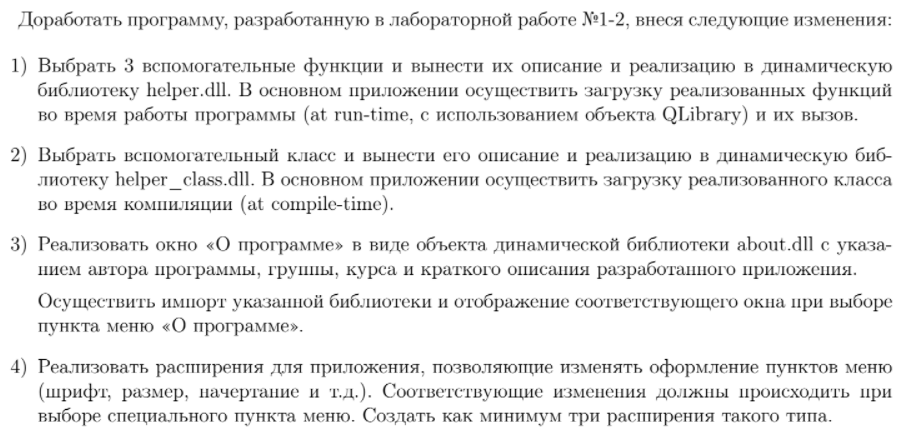 Доработать программу, разработанную в лабораторной работе №1-2, внеся следующие изменения:
1) Выбрать 3 вспомогательные функции и вынести их описание и реализацию в динамическую
библиотеку helper.dll. В основном приложении осуществить загрузку реализованных функций
во время работы программы (at run-time, с использованием объекта QLibrary) и их вызов.
2) Выбрать вспомогательный класс и вынести его описание и реализацию в динамическую биб-
лиотеку helper_class.dll. В основном приложении осуществить загрузку реализованного класса
во время компиляции (at compile-time).
3) Реализовать окно «О программе» в виде объекта динамической библиотеки about.dll с указа-
нием автора программы, группы, курса и краткого описания разработанного приложения.
Осуществить импорт указанной библиотеки и отображение соответствующего окна при выборе
пункта меню «О программе».
4) Реализовать расширения для приложения, позволяющие изменять оформление пунктов меню
(шрифт, размер, начертание и т.д.). Соответствующие изменения должны происходить при
выборе специального пункта меню. Создать как минимум три расширения такого типа.